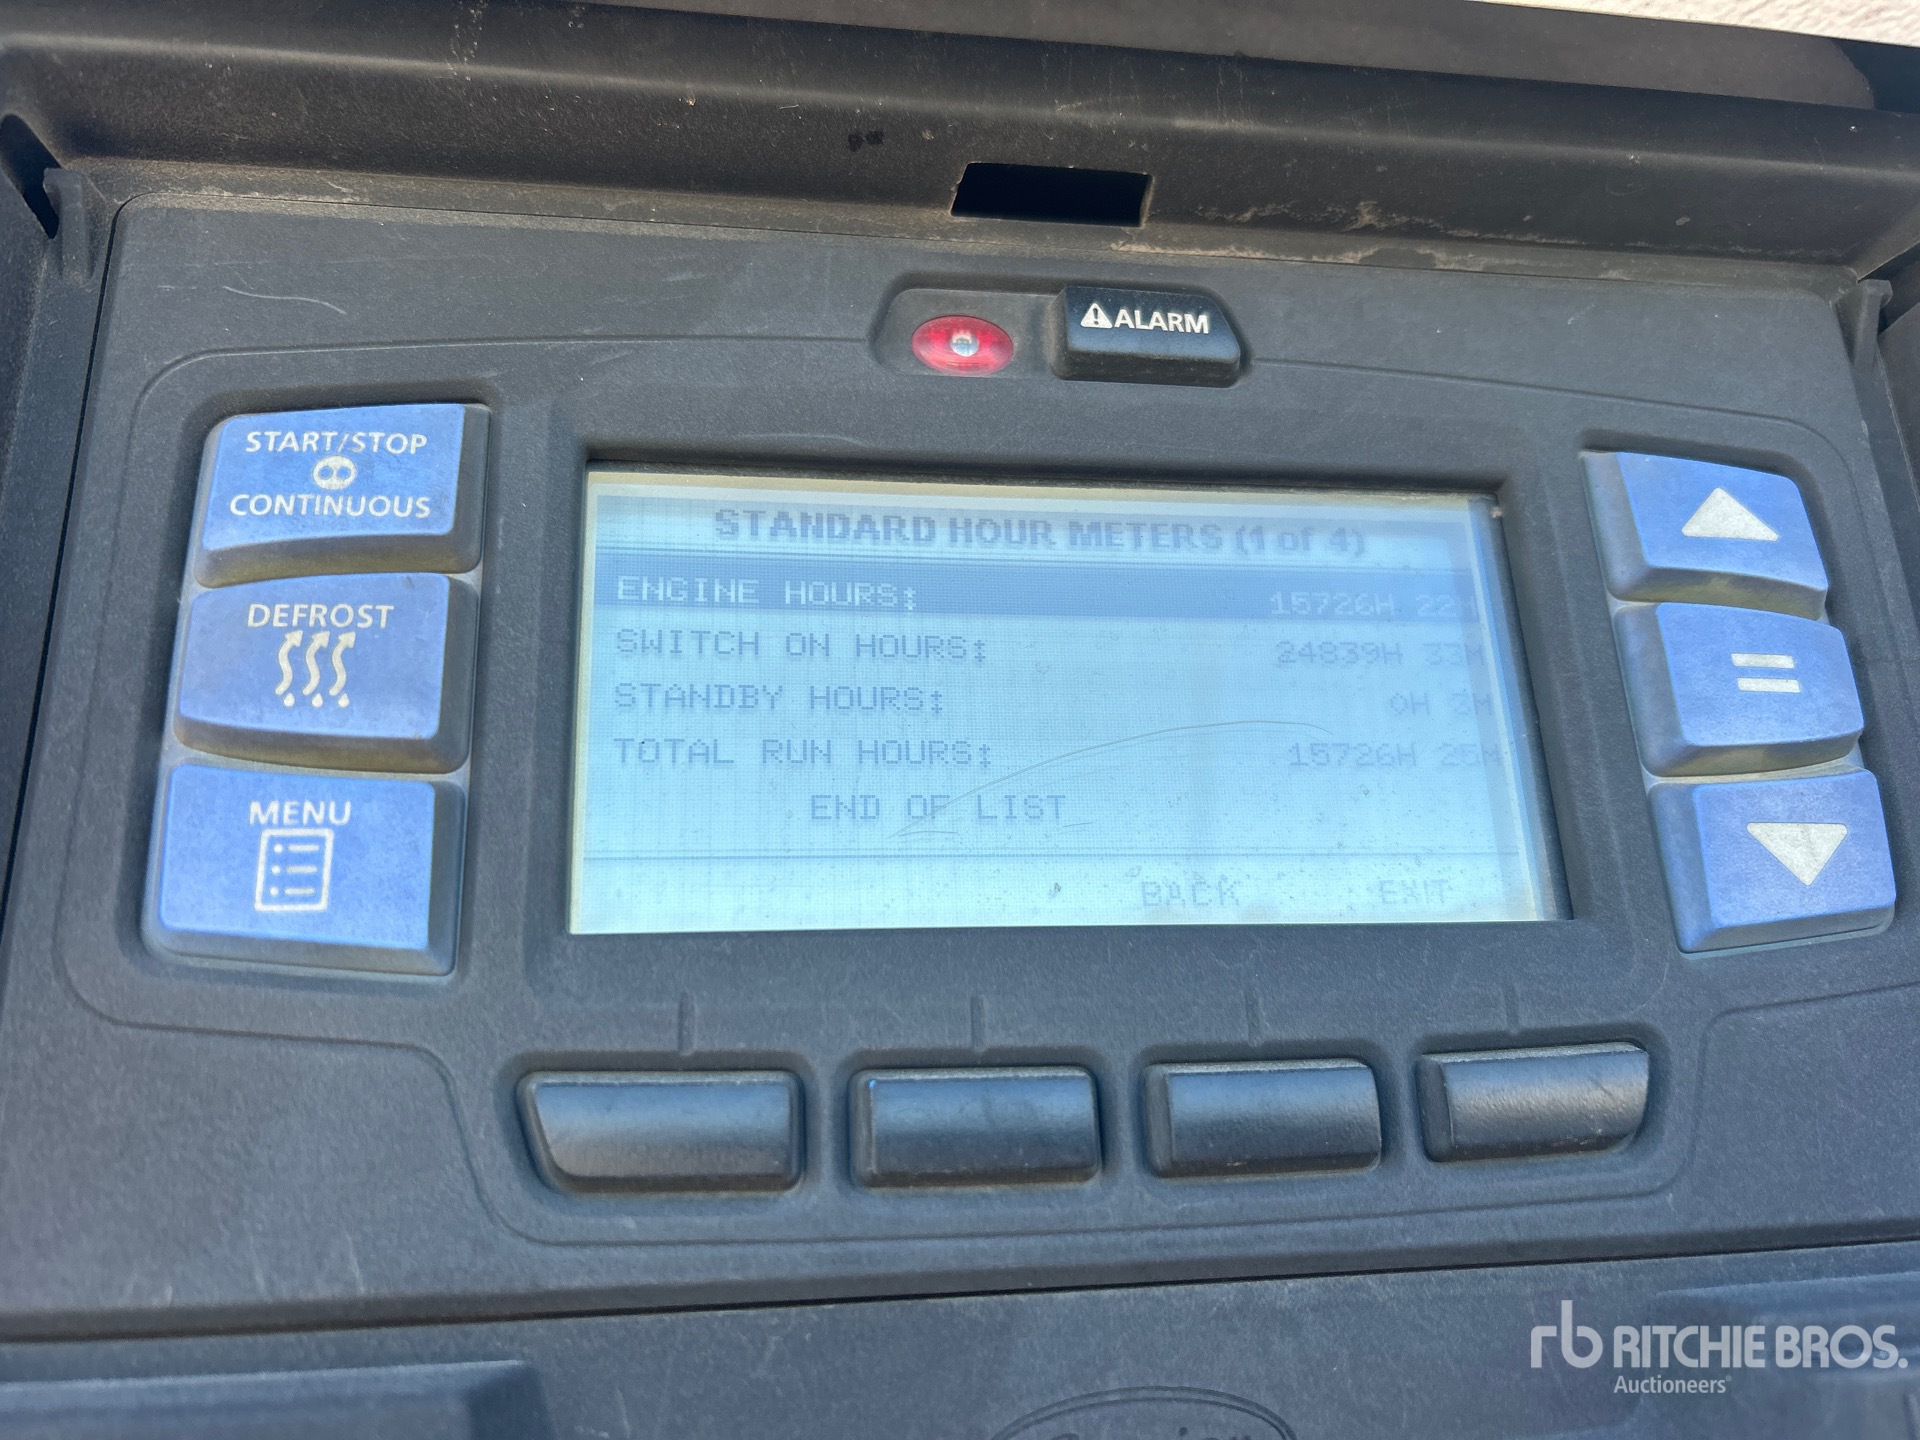 ALARM
START/STOP
CONTINUOUS
DEFROST
MENU
STANDARD HOUR METERS (1 of 4)
ENGINE HOURS: 15726H 22M
SWITCH ON HOURS: 24839H 33M
STANDBY HOURS: 0H 3M
TOTAL RUN HOURS: 15726H 25M
END OF LIST
BACK EXIT
rb RITCHIE BROS.
Auctioneers